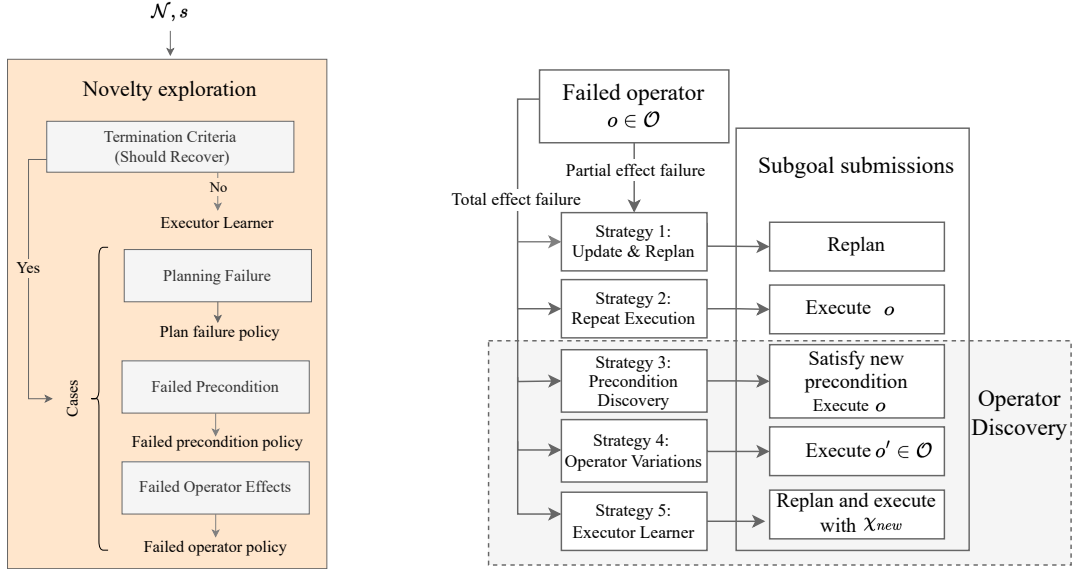 𝒩, s
Novelty exploration
Termination Criteria
(Should Recover)
No
Executor Learner
Yes
Cases
Planning Failure
Plan failure policy
Failed Precondition
Failed precondition policy
Failed Operator Effects
Failed operator policy
Failed operator
o ∈ 𝒪
Partial effect failure
Total effect failure
Subgoal submissions
Strategy 1:
Update & Replan
Replan
Strategy 2:
Repeat Execution
Execute o
Strategy 3:
Precondition
Discovery
Satisfy new
precondition
Execute o
Strategy 4:
Operator Variations
Execute o′ ∈ 𝒪
Strategy 5:
Executor Learner
Replan and execute
with χnew
Operator
Discovery